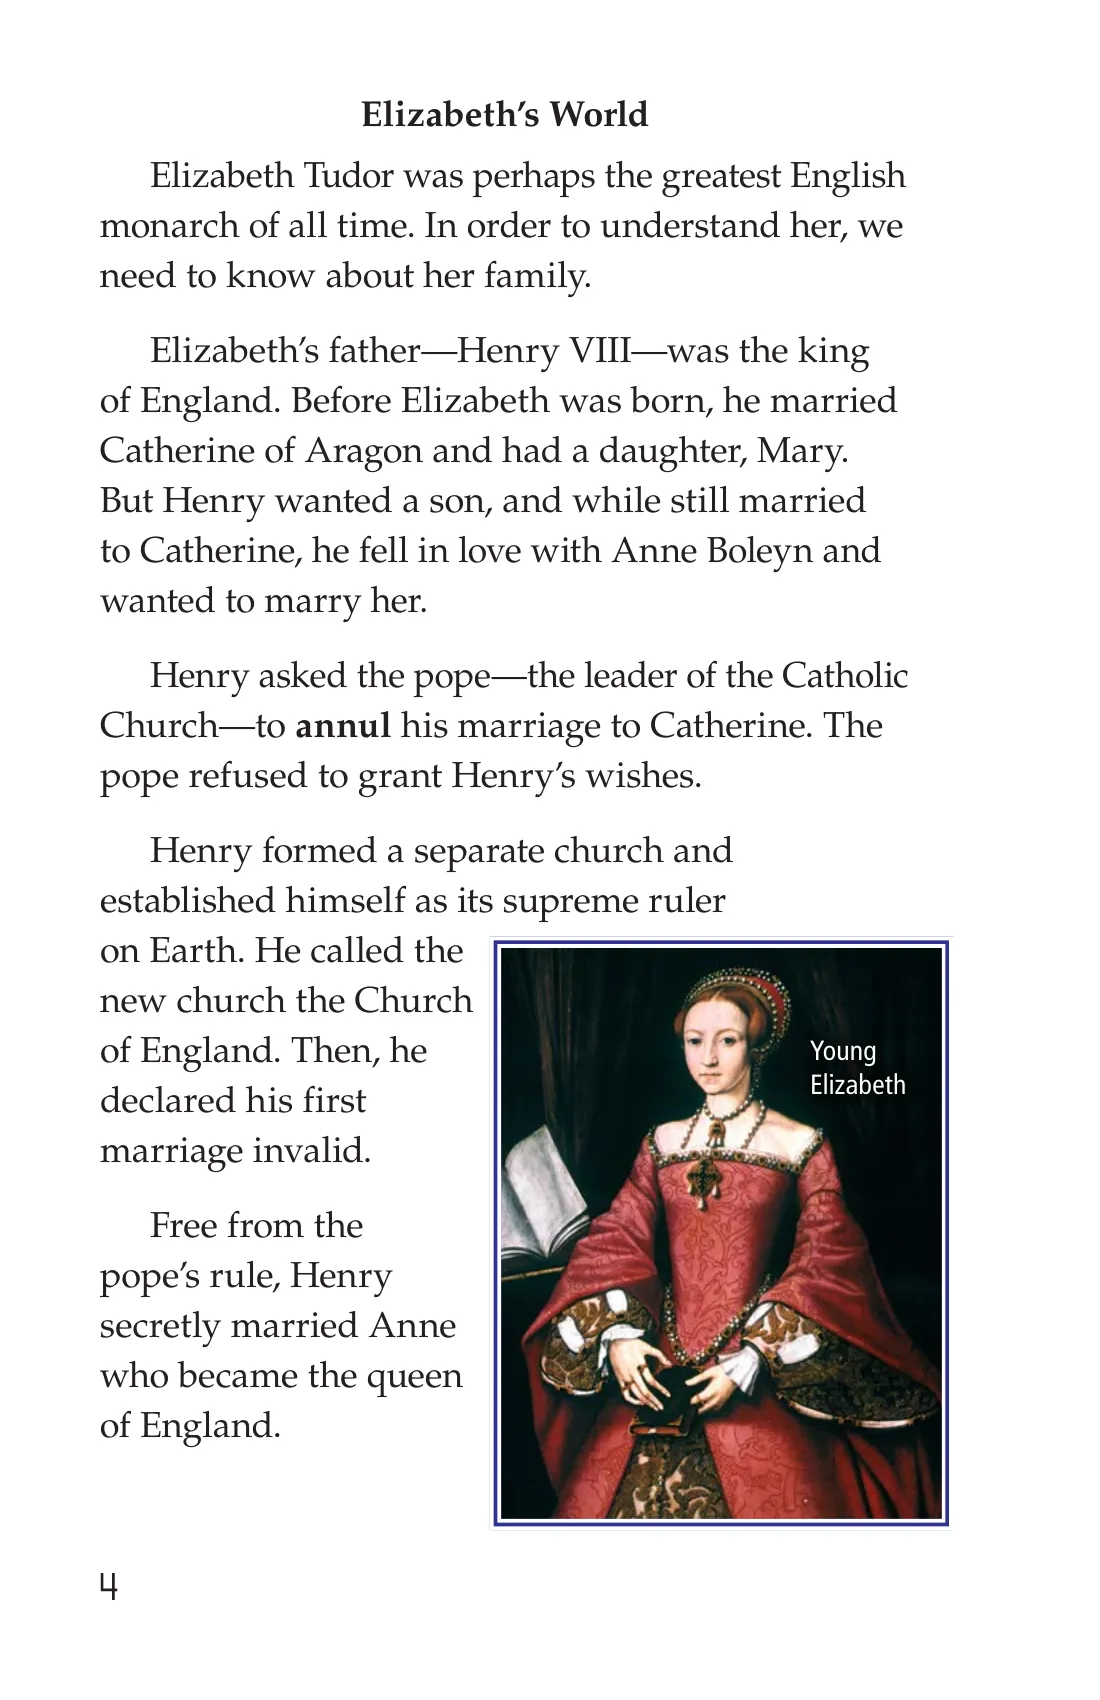 Elizabeth’s World
Elizabeth Tudor was perhaps the greatest English
monarch of all time. In order to understand her, we
need to know about her family.
Elizabeth’s father—Henry VIII—was the king
of England. Before Elizabeth was born, he married
Catherine of Aragon and had a daughter, Mary.
But Henry wanted a son, and while still married
to Catherine, he fell in love with Anne Boleyn and
wanted to marry her.
Henry asked the pope—the leader of the Catholic
Church—to annul his marriage to Catherine. The
pope refused to grant Henry’s wishes.
Henry formed a separate church and
established himself as its supreme ruler
on Earth. He called the
new church the Church
of England. Then, he
declared his first
marriage invalid.
Free from the
pope’s rule, Henry
secretly married Anne
who became the queen
of England.
Young
Elizabeth
4